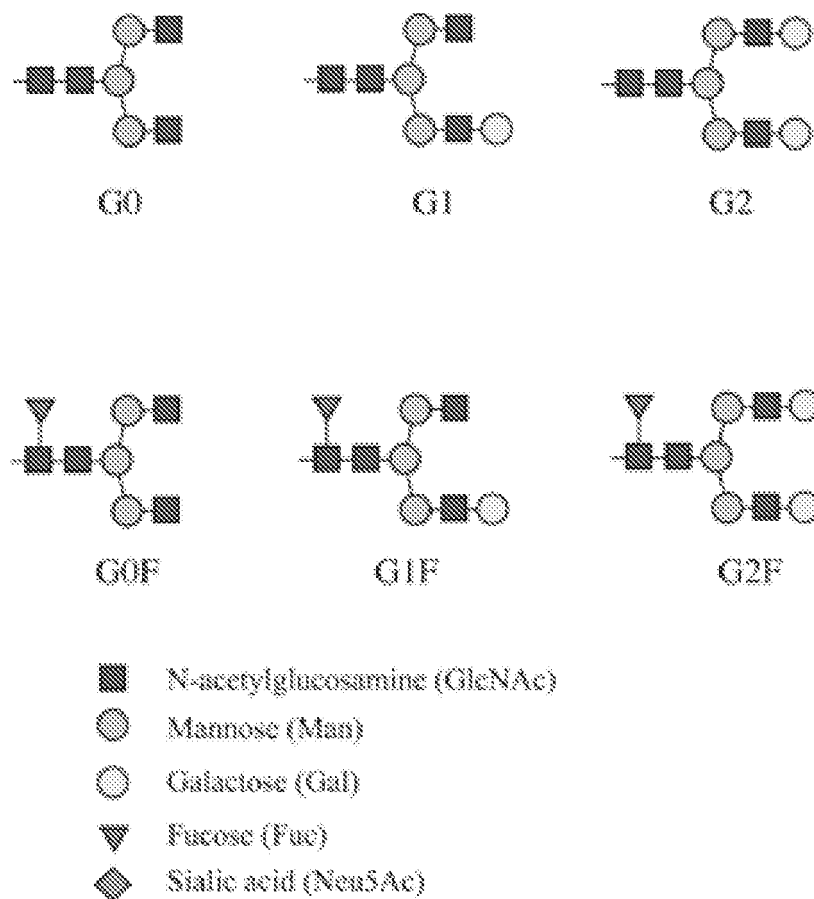 G0 G1 G2
G0F G1F G2F
N-acetylglucosamine (GlcNAc)
Mannose (Man)
Galactose (Gal)
Fucose (Fuc)
Sialic acid (Neu5Ac)